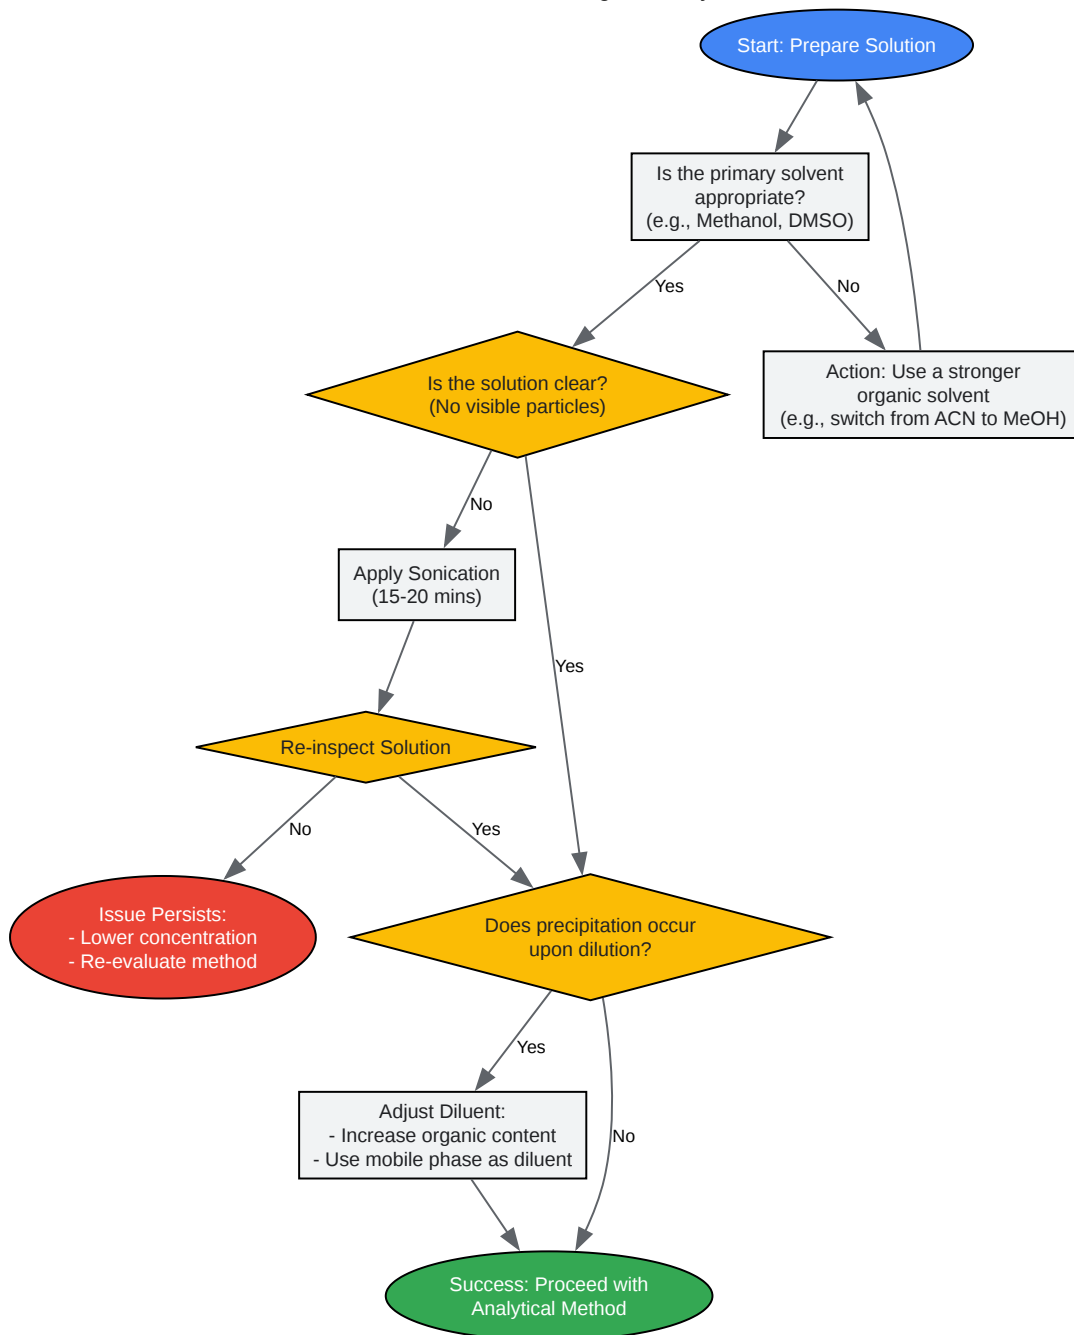 Start: Prepare Solution
Is the primary solvent
appropriate?
(e.g., Methanol, DMSO)
Yes
No
Is the solution clear?
(No visible particles)
Action: Use a stronger
organic solvent
(e.g., switch from ACN to MeOH)
No
Apply Sonication
(15-20 mins)
Yes
Re-inspect Solution
No
Yes
Issue Persists:
- Lower concentration
- Re-evaluate method
Does precipitation occur
upon dilution?
Yes
Adjust Diluent:
- Increase organic content
- Use mobile phase as diluent
No
Success: Proceed with
Analytical Method